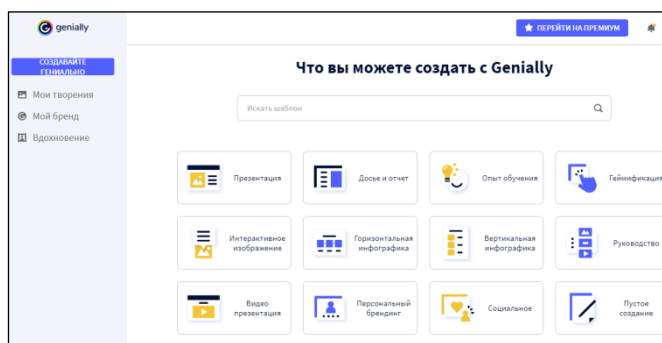 genially
ПЕРЕЙТИ НА ПРЕМИУМ
СОЗДАВАЙТЕ
ГЕНИАЛЬНО
Мои творения
Мой бренд
Вдохновение
Что вы можете создать с Genially
Искать шаблон
Презентация
Досье и отчет
Опыт обучения
Геймификация
Интерактивное
изображение
Горизонтальная
инфографика
Вертикальная
инфографика
Руководство
Видео
презентация
Персональный
брендинг
Социальное
Пустое
создание